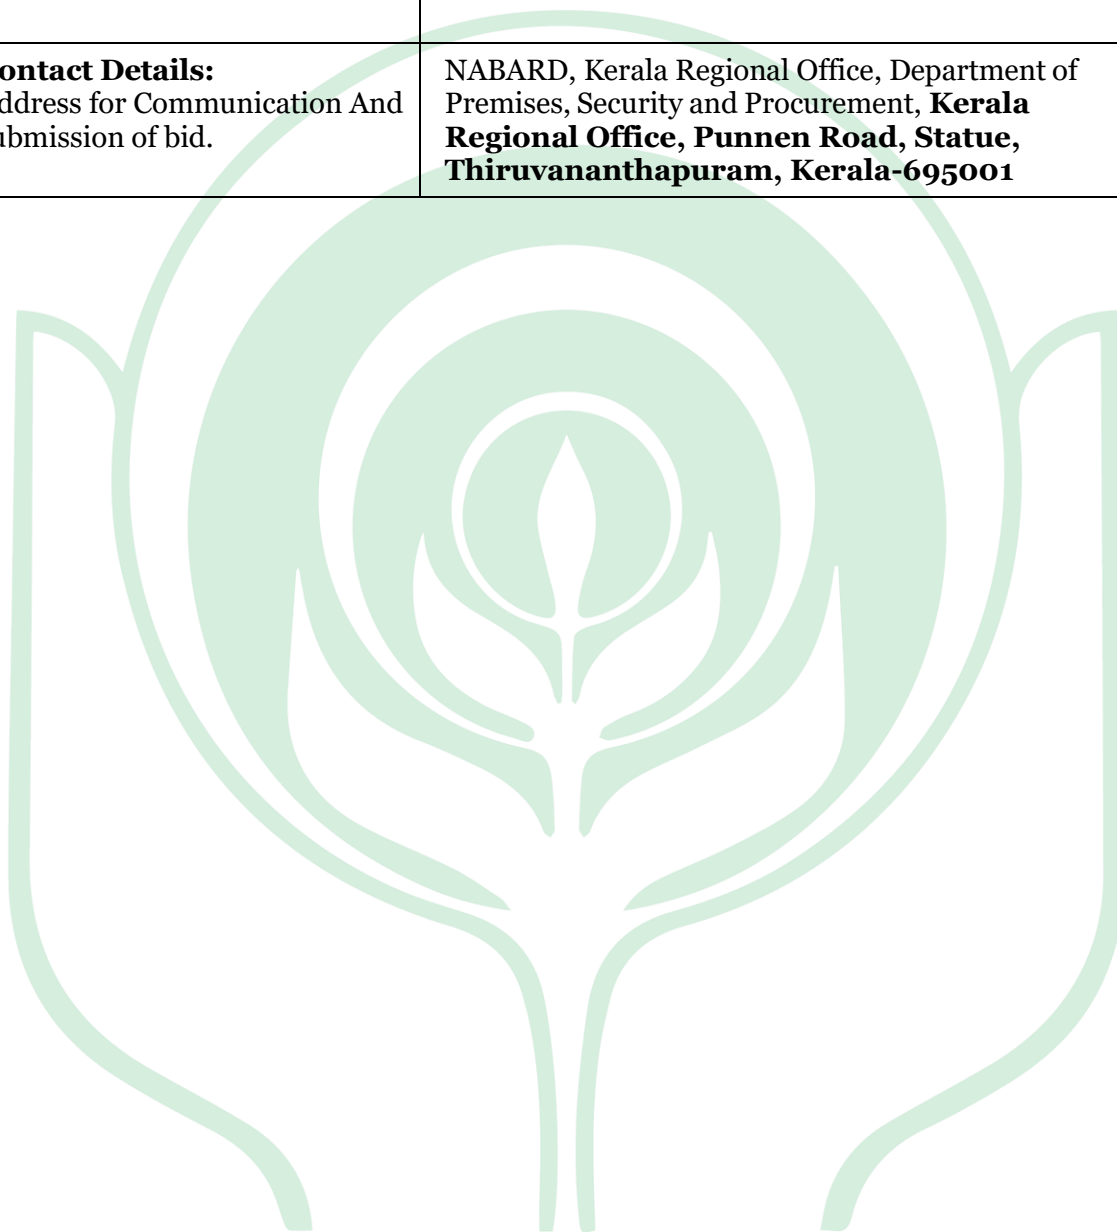 ontact Details:
ddress for Communication And
ubmission of bid.
NABARD, Kerala Regional Office, Department of
Premises, Security and Procurement, Kerala
Regional Office, Punnen Road, Statue,
Thiruvananthapuram, Kerala-695001